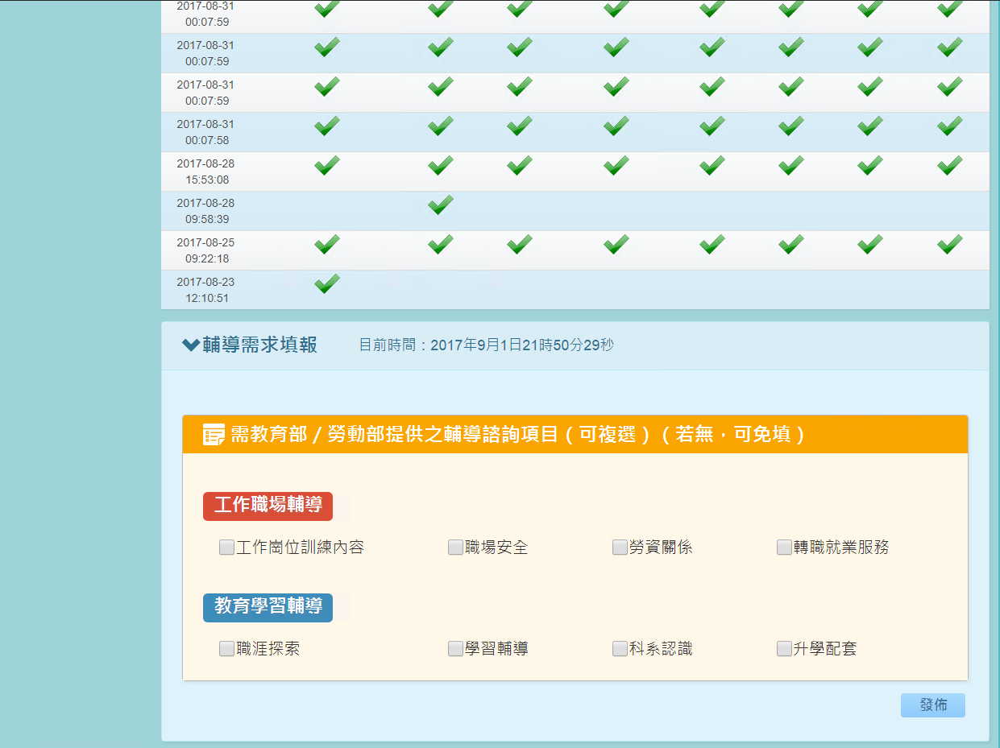 2017-08-31
00:07:59
2017-08-31
00:07:59
2017-08-31
00:07:59
2017-08-31
00:07:58
2017-08-28
15:53:08
2017-08-28
09:58:39
2017-08-25
09:22:18
2017-08-23
12:10:51
輔導需求填報 目前時間：2017年9月1日21時50分29秒
需教育部 / 勞動部提供之輔導諮詢項目 ( 可複選 ) ( 若無，可免填 )
工作職場輔導
工作崗位訓練內容 職場安全 勞資關係 轉職就業服務
教育學習輔導
職涯探索 學習輔導 科系認識 升學配套
發佈